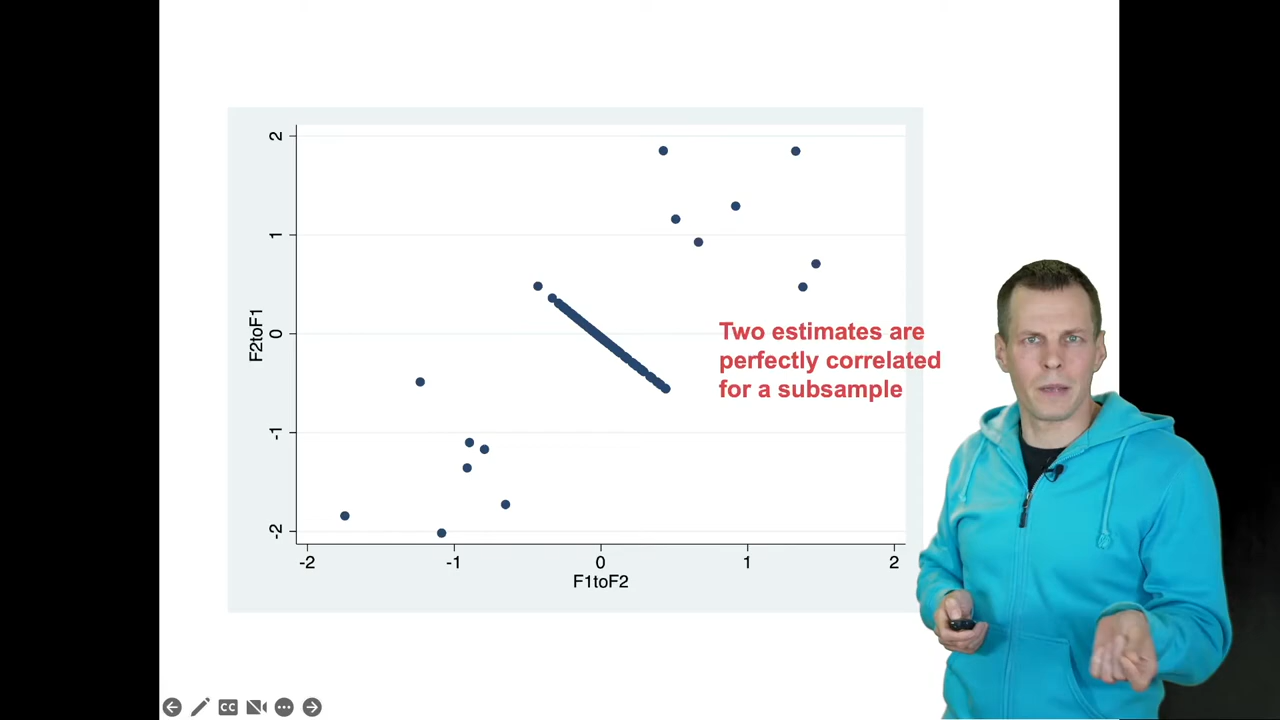 2
1
0
-1
-2
F2toF1
Two estimates are
perfectly correlated
for a subsample
-2
-1
0
1
2
F1toF2
CC